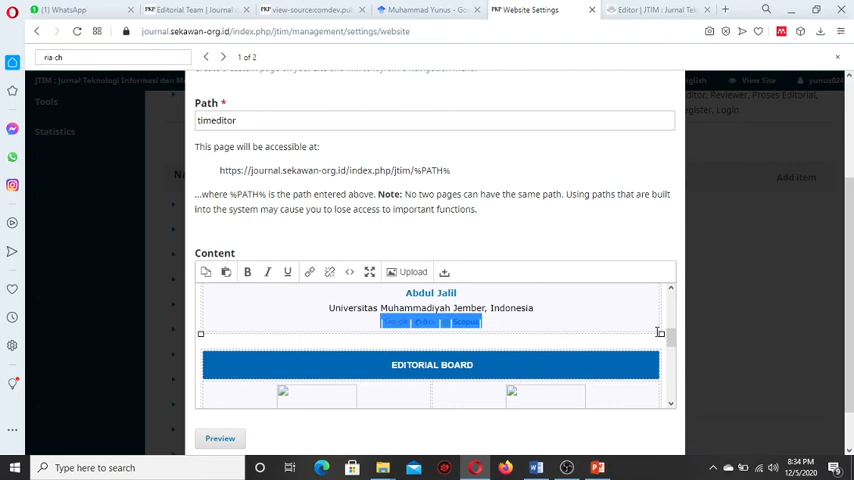 (1) WhatsApp
Editorial Team | Journal
view-source:comdev.pu
Muhammad Yunus - Go
Website Settings
Editor | JTIM : Jurnal Tek
journal.sekawan-org.id/index.php/jtim/management/settings/website
ria ch
1 of 2
JTIM : Jurnal Teknologi Informasi dan M
English
View Site
yunus024
Tools
Statistics
Editor, Reviewer, Proses Editorial,
Register, Login
Add item
Path *
timeditor
This page will be accessible at:
https://journal.sekawan-org.id/index.php/jtim/%PATH%
...where %PATH% is the path entered above. Note: No two pages can have the same path. Using paths that are built
into the system may cause you to lose access to important functions.
Content
B I U Upload
Abdul Jalil
Universitas Muhammadiyah Jember, Indonesia
Scopus
EDITORIAL BOARD
Preview
Type here to search
8:34 PM
12/5/2020